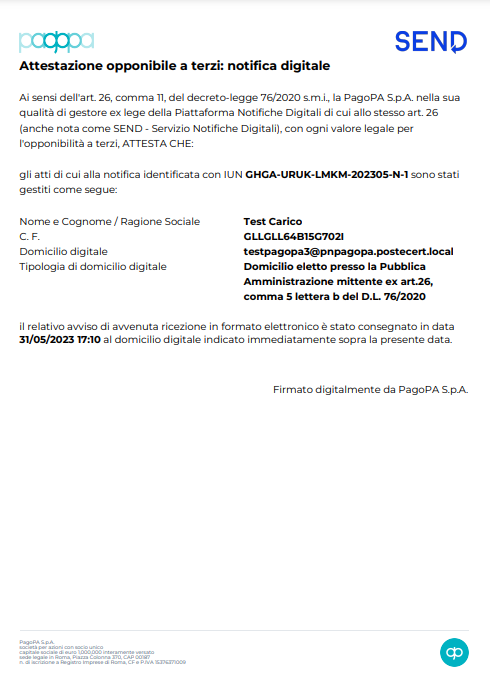 pagopa
SEND
Attestazione opponibile a terzi: notifica digitale
Ai sensi dell'art. 26, comma 11, del decreto-legge 76/2020 s.m.i., la PagoPA S.p.A. nella sua
qualità di gestore ex lege della Piattaforma Notifiche Digitali di cui allo stesso art. 26
(anche nota come SEND - Servizio Notifiche Digitali), con ogni valore legale per
l'opponibilità a terzi, ATTESTA CHE:
gli atti di cui alla notifica identificata con IUN GHGA-URUK-LMKM-202305-N-1 sono stati
gestiti come segue:
Nome e Cognome / Ragione Sociale Test Carico
C. F. GLLGLL64B15G702I
Domicilio digitale testpagopa3@pnpagopa.postecert.local
Tipologia di domicilio digitale Domicilio eletto presso la Pubblica
Amministrazione mittente ex art.26,
comma 5 lettera b del D.L. 76/2020
il relativo avviso di avvenuta ricezione in formato elettronico è stato consegnato in data
31/05/2023 17:10 al domicilio digitale indicato immediatamente sopra la presente data.
Firmato digitalmente da PagoPA S.p.A.
PagoPA S.p.A.
società per azioni con socio unico
capitale sociale di euro 1,000,000 interamente versato
sede legale in Roma, Piazza Colonna 370, CAP 00187
n. di iscrizione a Registro Imprese di Roma, CF e P.IVA 15376371009